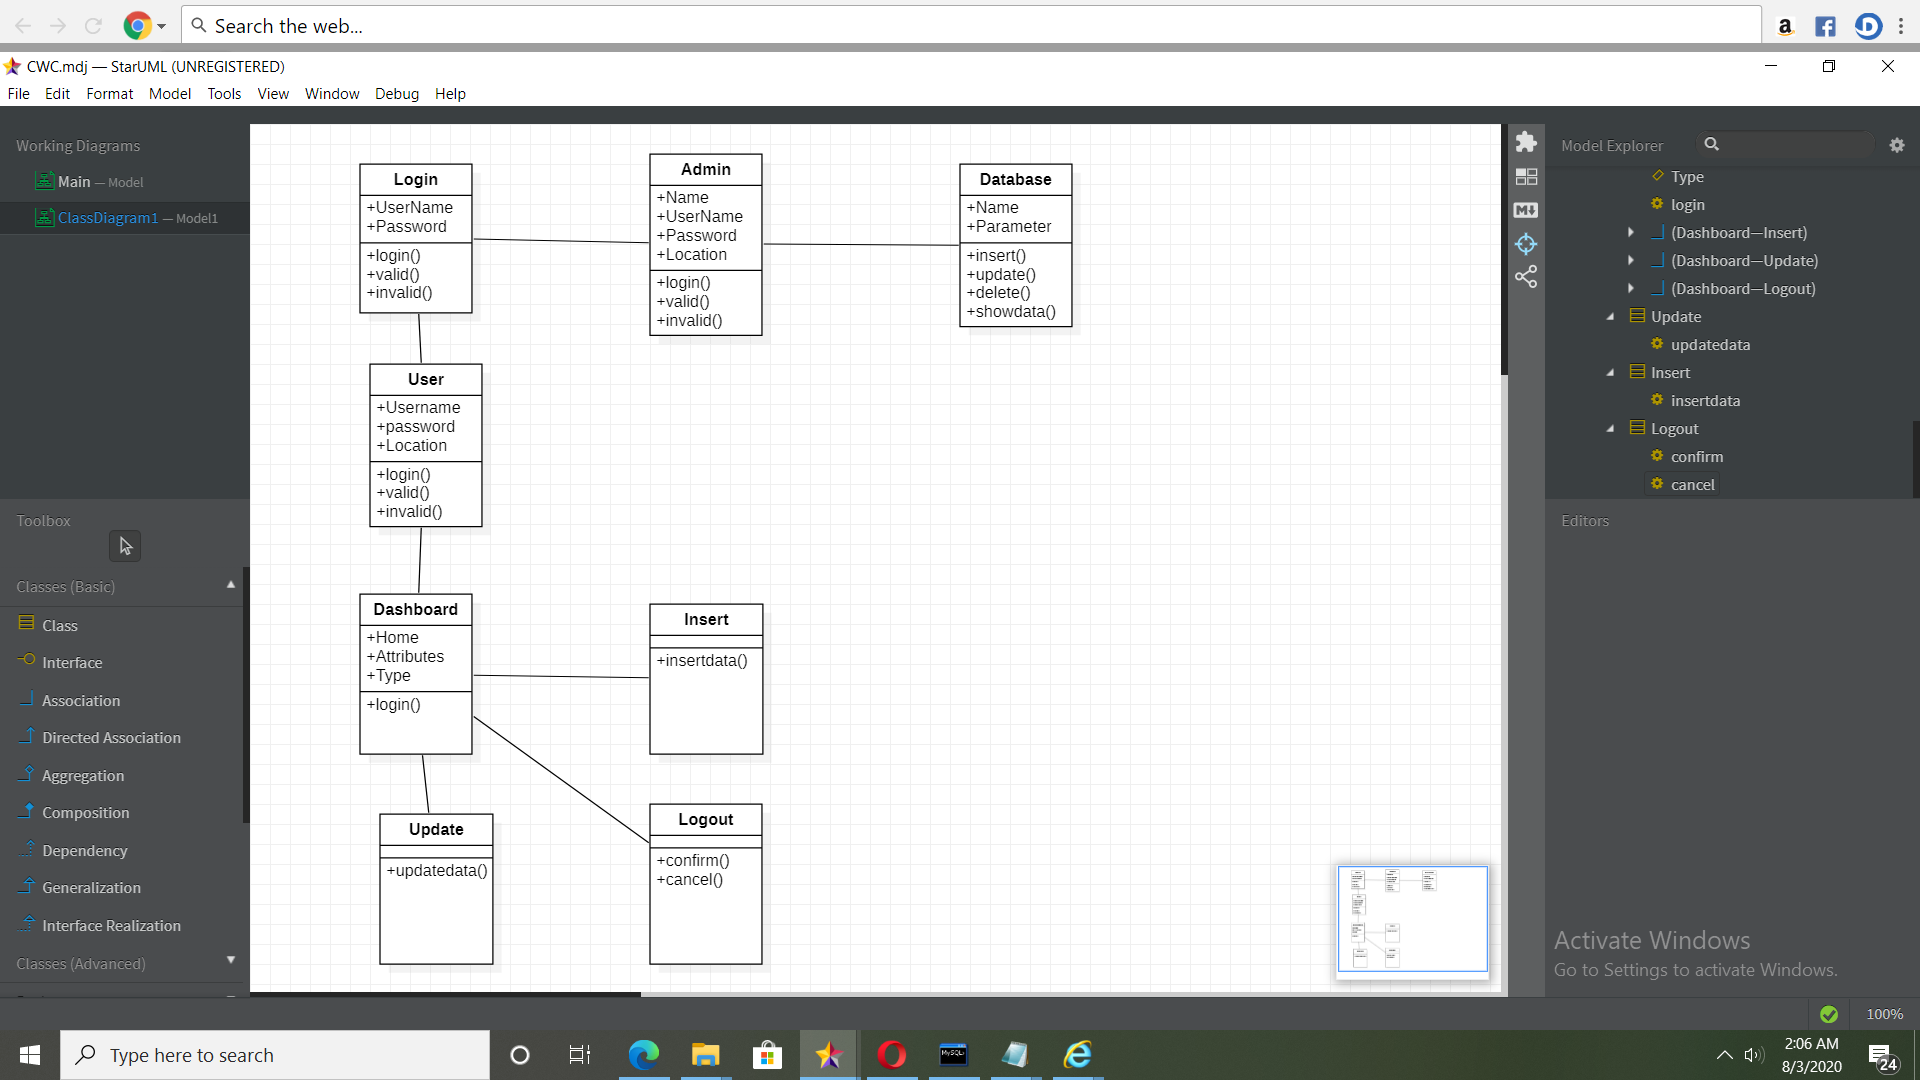 Search the web...
CWC.mdj — StarUML (UNREGISTERED)
File Edit Format Model Tools View Window Debug Help
Working Diagrams
Main — Model
ClassDiagram1 — Model1
Toolbox
Classes (Basic)
Class
Interface
Association
Directed Association
Aggregation
Composition
Dependency
Generalization
Interface Realization
Classes (Advanced)
Login
+UserName
+Password
+login()
+valid()
+invalid()
Admin
+Name
+UserName
+Password
+Location
+login()
+valid()
+invalid()
Database
+Name
+Parameter
+insert()
+update()
+delete()
+showdata()
User
+Username
+password
+Location
+login()
+valid()
+invalid()
Dashboard
+Home
+Attributes
+Type
+login()
Insert
+insertdata()
Update
+updatedata()
Logout
+confirm()
+cancel()
Model Explorer
Type
login
(Dashboard—Insert)
(Dashboard—Update)
(Dashboard—Logout)
Update
updatedata
Insert
insertdata
Logout
confirm
cancel
Editors
Activate Windows
Go to Settings to activate Windows.
100%
Type here to search
MySQL
2:06 AM
8/3/2020
24